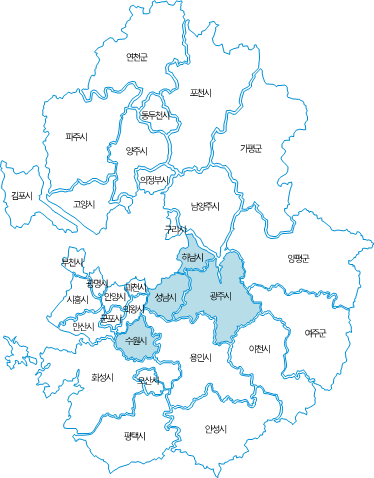 연천군
포천시
동두천시
파주시
가평군
양주시
의정부시
김포시
고양시
남양주시
구리시
하남시
양평군
부천시
광명시
과천시
시흥시
안양시
성남시
광주시
의왕시
군포시
안산시
여주군
수원시
이천시
용인시
화성시
오산시
안성시
평택시